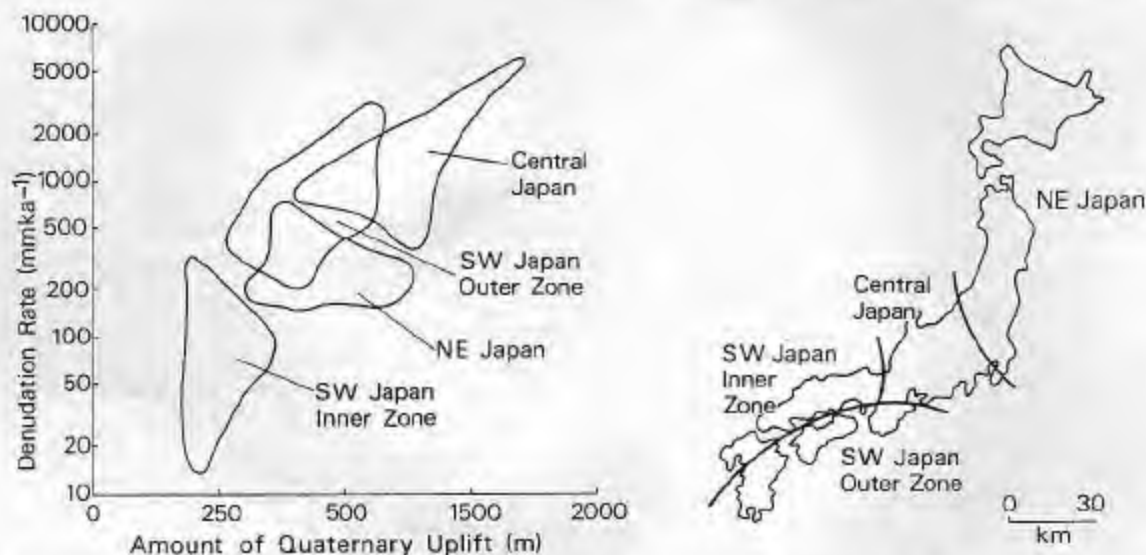 10000
5000
2000
1000
500
200
100
50
20
10
Denudation Rate (mmka⁻¹)
0
250
500
1500
2000
Amount of Quaternary Uplift (m)
Central
Japan
SW Japan
Outer Zone
NE Japan
SW Japan
Inner Zone
NE Japan
Central
Japan
SW Japan
Inner
Zone
SW Japan
Outer Zone
0
30
km